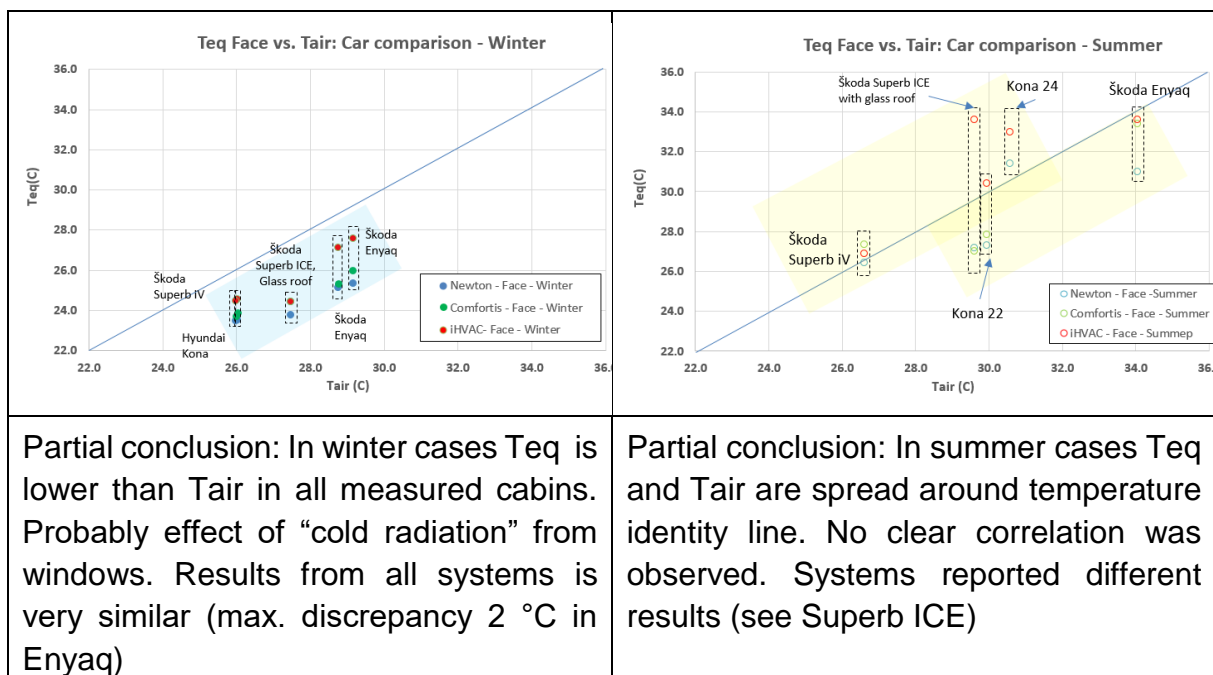 Teq Face vs. Tair: Car comparison - Winter
36.0
34.0
32.0
30.0
28.0
26.0
24.0
22.0
Teq(C)
22.0 24.0 26.0 28.0 30.0 32.0 34.0 36.0
Tair (C)
Škoda
Superb IV
Hyundai
Kona
Škoda
Superb ICE,
Glass roof
Škoda
Enyaq
Škoda
Enyaq
Newton - Face - Winter
Comfortis - Face - Winter
iHVAC- Face - Winter
Teq Face vs. Tair: Car comparison - Summer
36.0
34.0
32.0
30.0
28.0
26.0
24.0
22.0
Teq(C)
22.0 24.0 26.0 28.0 30.0 32.0 34.0 36.
Tair (C)
Škoda Superb ICE
with glass roof
Kona 24
Škoda Enyaq
Škoda
Superb iV
Kona 22
Newton - Face -Summer
Comfortis - Face - Summer
iHVAC - Face - Summep
Partial conclusion: In winter cases Teq is
lower than Tair in all measured cabins.
Probably effect of “cold radiation” from
windows. Results from all systems is
very similar (max. discrepancy 2 °C in
Enyaq)
Partial conclusion: In summer cases Teq
and Tair are spread around temperature
identity line. No clear correlation was
observed. Systems reported different
results (see Superb ICE)